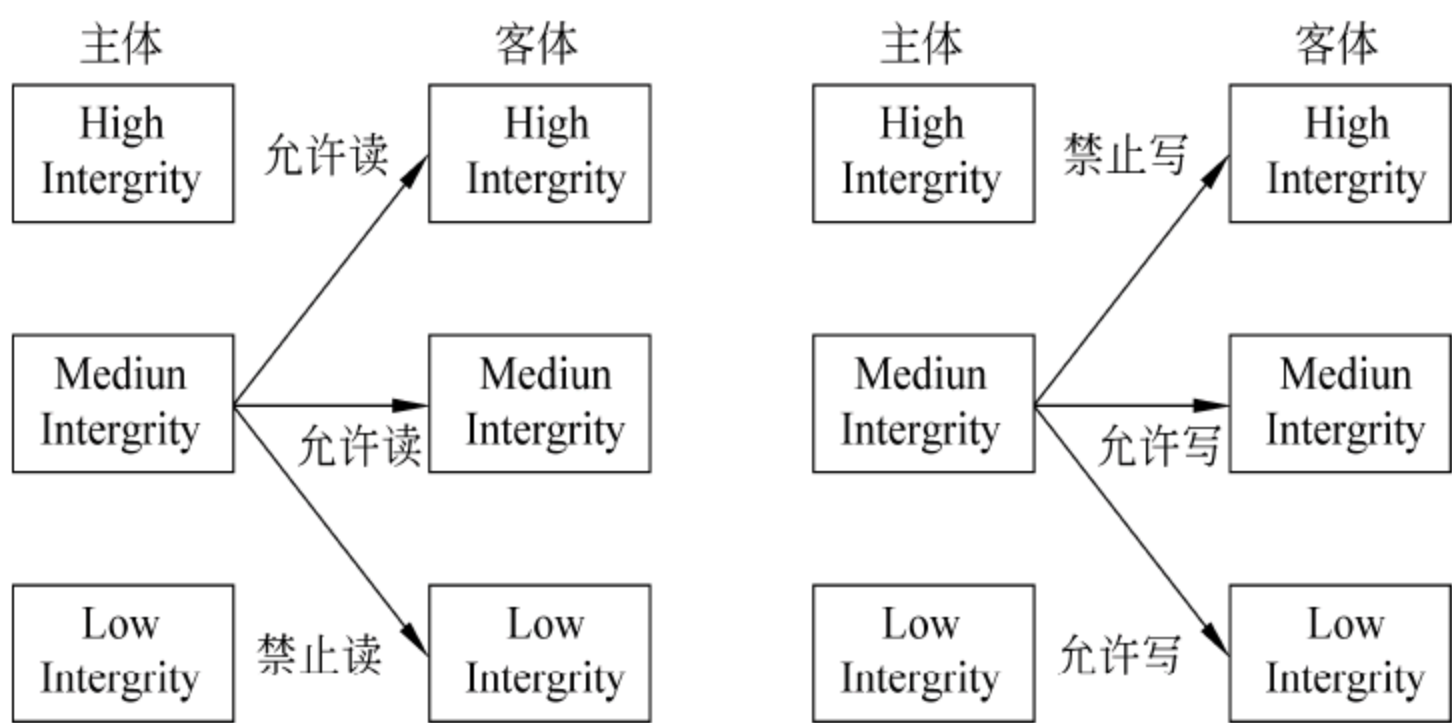 主体
客体
主体
客体
High
Intergrity
允许读
High
Intergrity
High
Intergrity
禁止写
High
Intergrity
Mediun
Intergrity
允许读
Mediun
Intergrity
Mediun
Intergrity
允许写
Mediun
Intergrity
Low
Intergrity
禁止读
Low
Intergrity
Low
Intergrity
允许写
Low
Intergrity